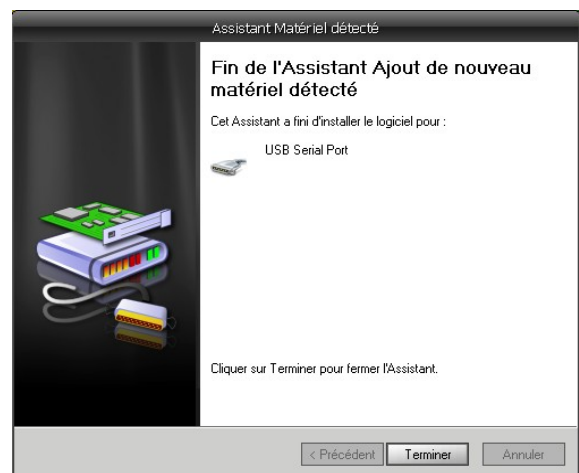 Assistant Matériel détecté
Fin de l'Assistant Ajout de nouveau
matériel détecté
Cet Assistant a fini d'installer le logiciel pour :
USB Serial Port
Cliquer sur Terminer pour fermer l'Assistant.
< Précédent
Terminer
Annuler